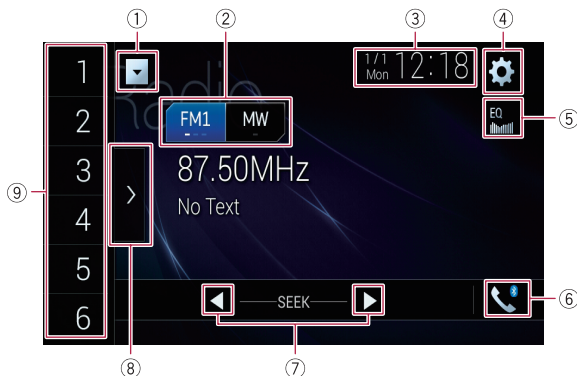 ① ② ③ ④
1
2
3
4
5
6
Radio
1/1
Mon
12:18
EQ
⑤
FM1 MW
87.50MHz
No Text
⑨
SEEK
⑥
⑧ ⑦